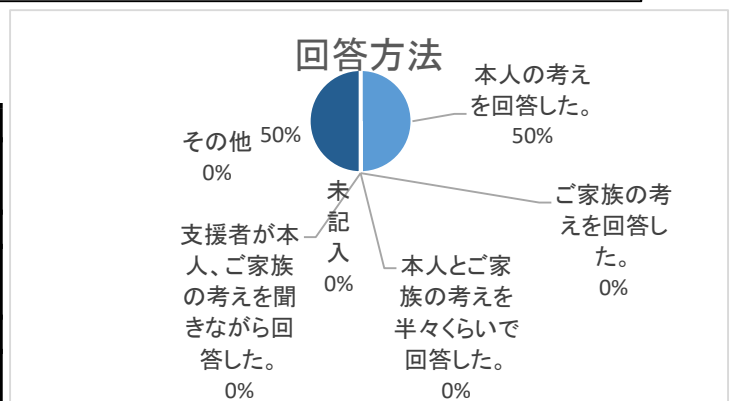 回答方法
本人の考え
を回答した。
50%
ご家族の考
えを回答し
た。
0%
本人とご家
族の考えを
半々くらいで
回答した。
0%
支援者が本
人、ご家族
の考えを聞
きながら回
答した。
0%
その他
0%
未
記
入
0%
50%